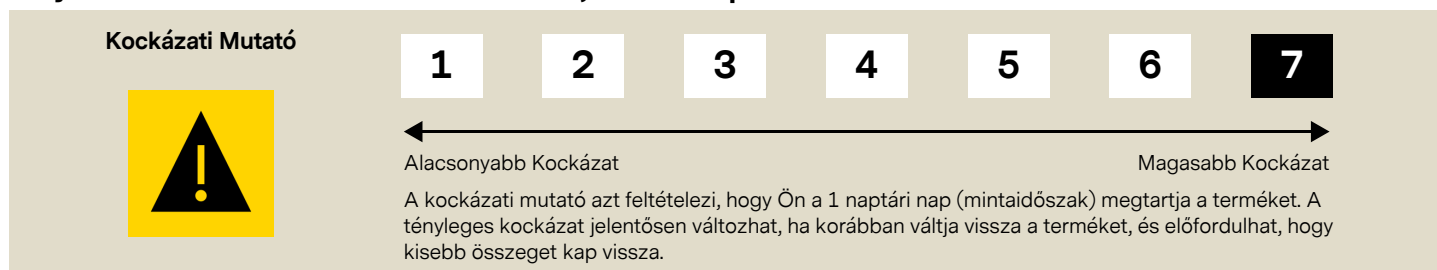 Kockázati Mutató
1 2 3 4 5 6 7
Alacsonyabb Kockázat Magasabb Kockázat
A kockázati mutató azt feltételezi, hogy Ön a 1 naptári nap (mintaidőszak) megtartja a terméket. A
tényleges kockázat jelentősen változhat, ha korábban váltja vissza a terméket, és előfordulhat, hogy
kisebb összeget kap vissza.